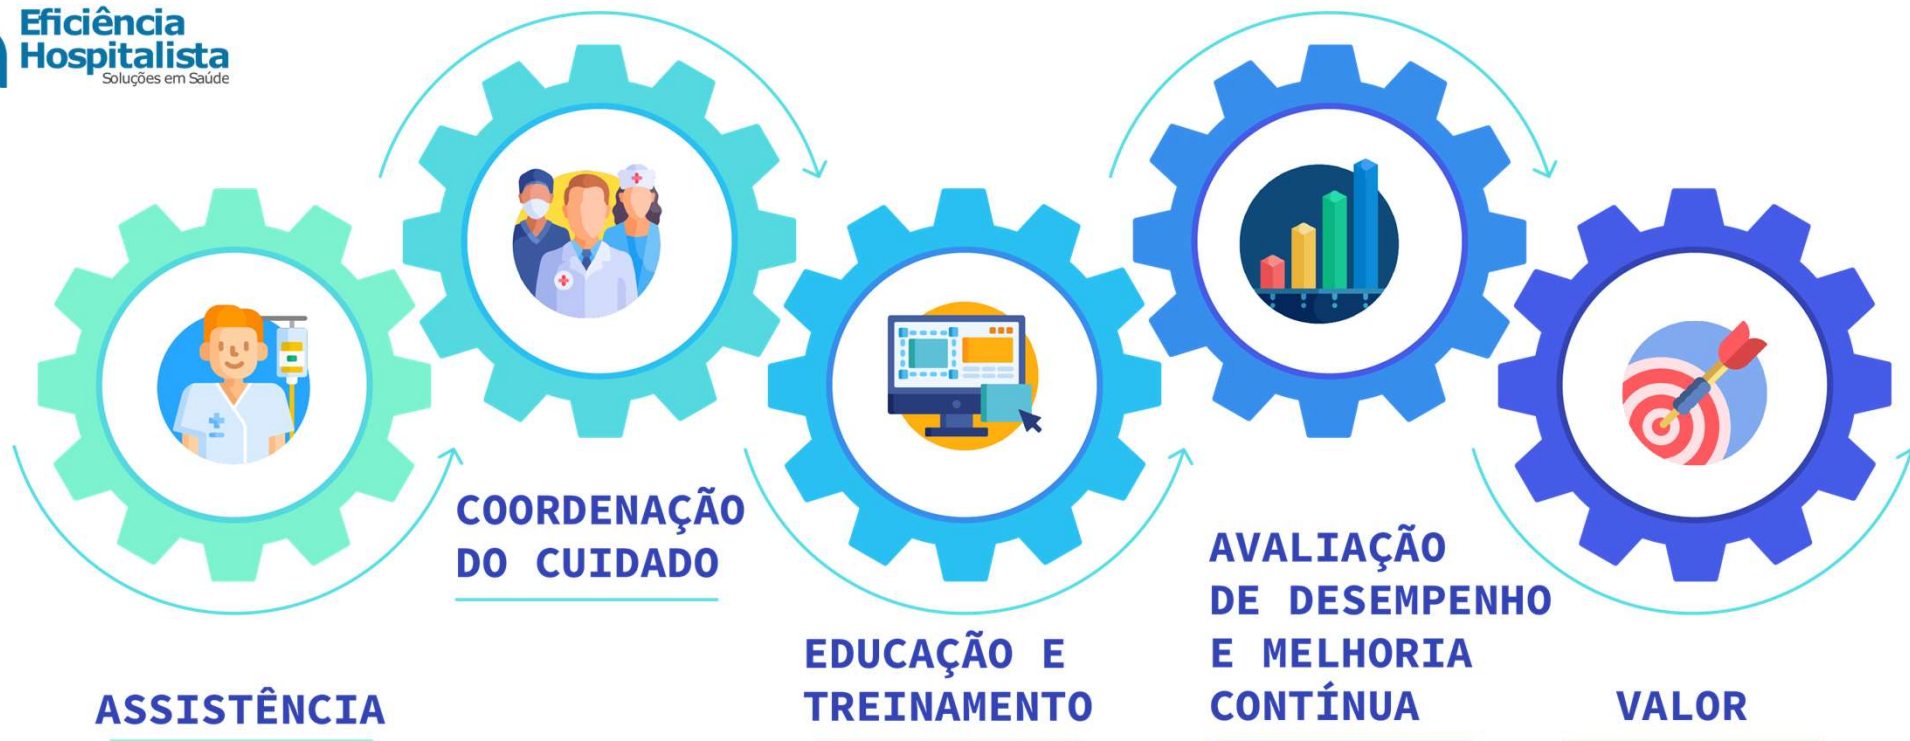 Eficiência
Hospitalista
Soluções em Saúde
COORDENAÇÃO
DO CUIDADO
AVALIAÇÃO
DE DESEMPENHO
E MELHORIA
CONTÍNUA
EDUCAÇÃO E
TREINAMENTO
ASSISTÊNCIA
VALOR